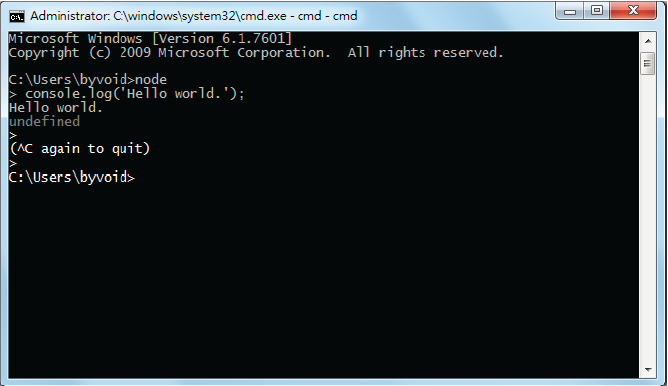 Administrator: C:\windows\system32\cmd.exe - cmd - cmd
Microsoft Windows [Version 6.1.7601]
Copyright (c) 2009 Microsoft Corporation.  All rights reserved.
C:\Users\byvoid>node
> console.log('Hello world.');
Hello world.
undefined
>
(^C again to quit)
>
C:\Users\byvoid>